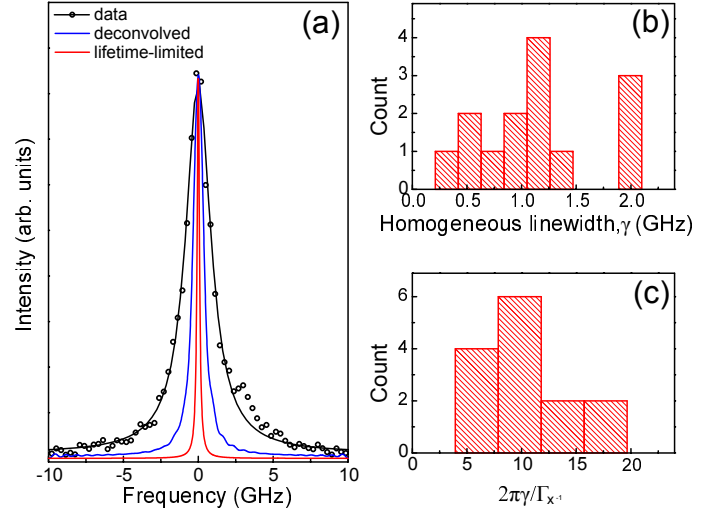 (a)
data
deconvolved
lifetime-limited
Intensity (arb. units)
-10 -5 0 5 10
Frequency (GHz)
(b)
Count
4
3
2
1
0
0.0 0.5 1.0 1.5 2.0
Homogeneous linewidth,γ (GHz)
(c)
Count
6
4
2
0
0 5 10 15 20
2πγ/Γ_X⁻¹